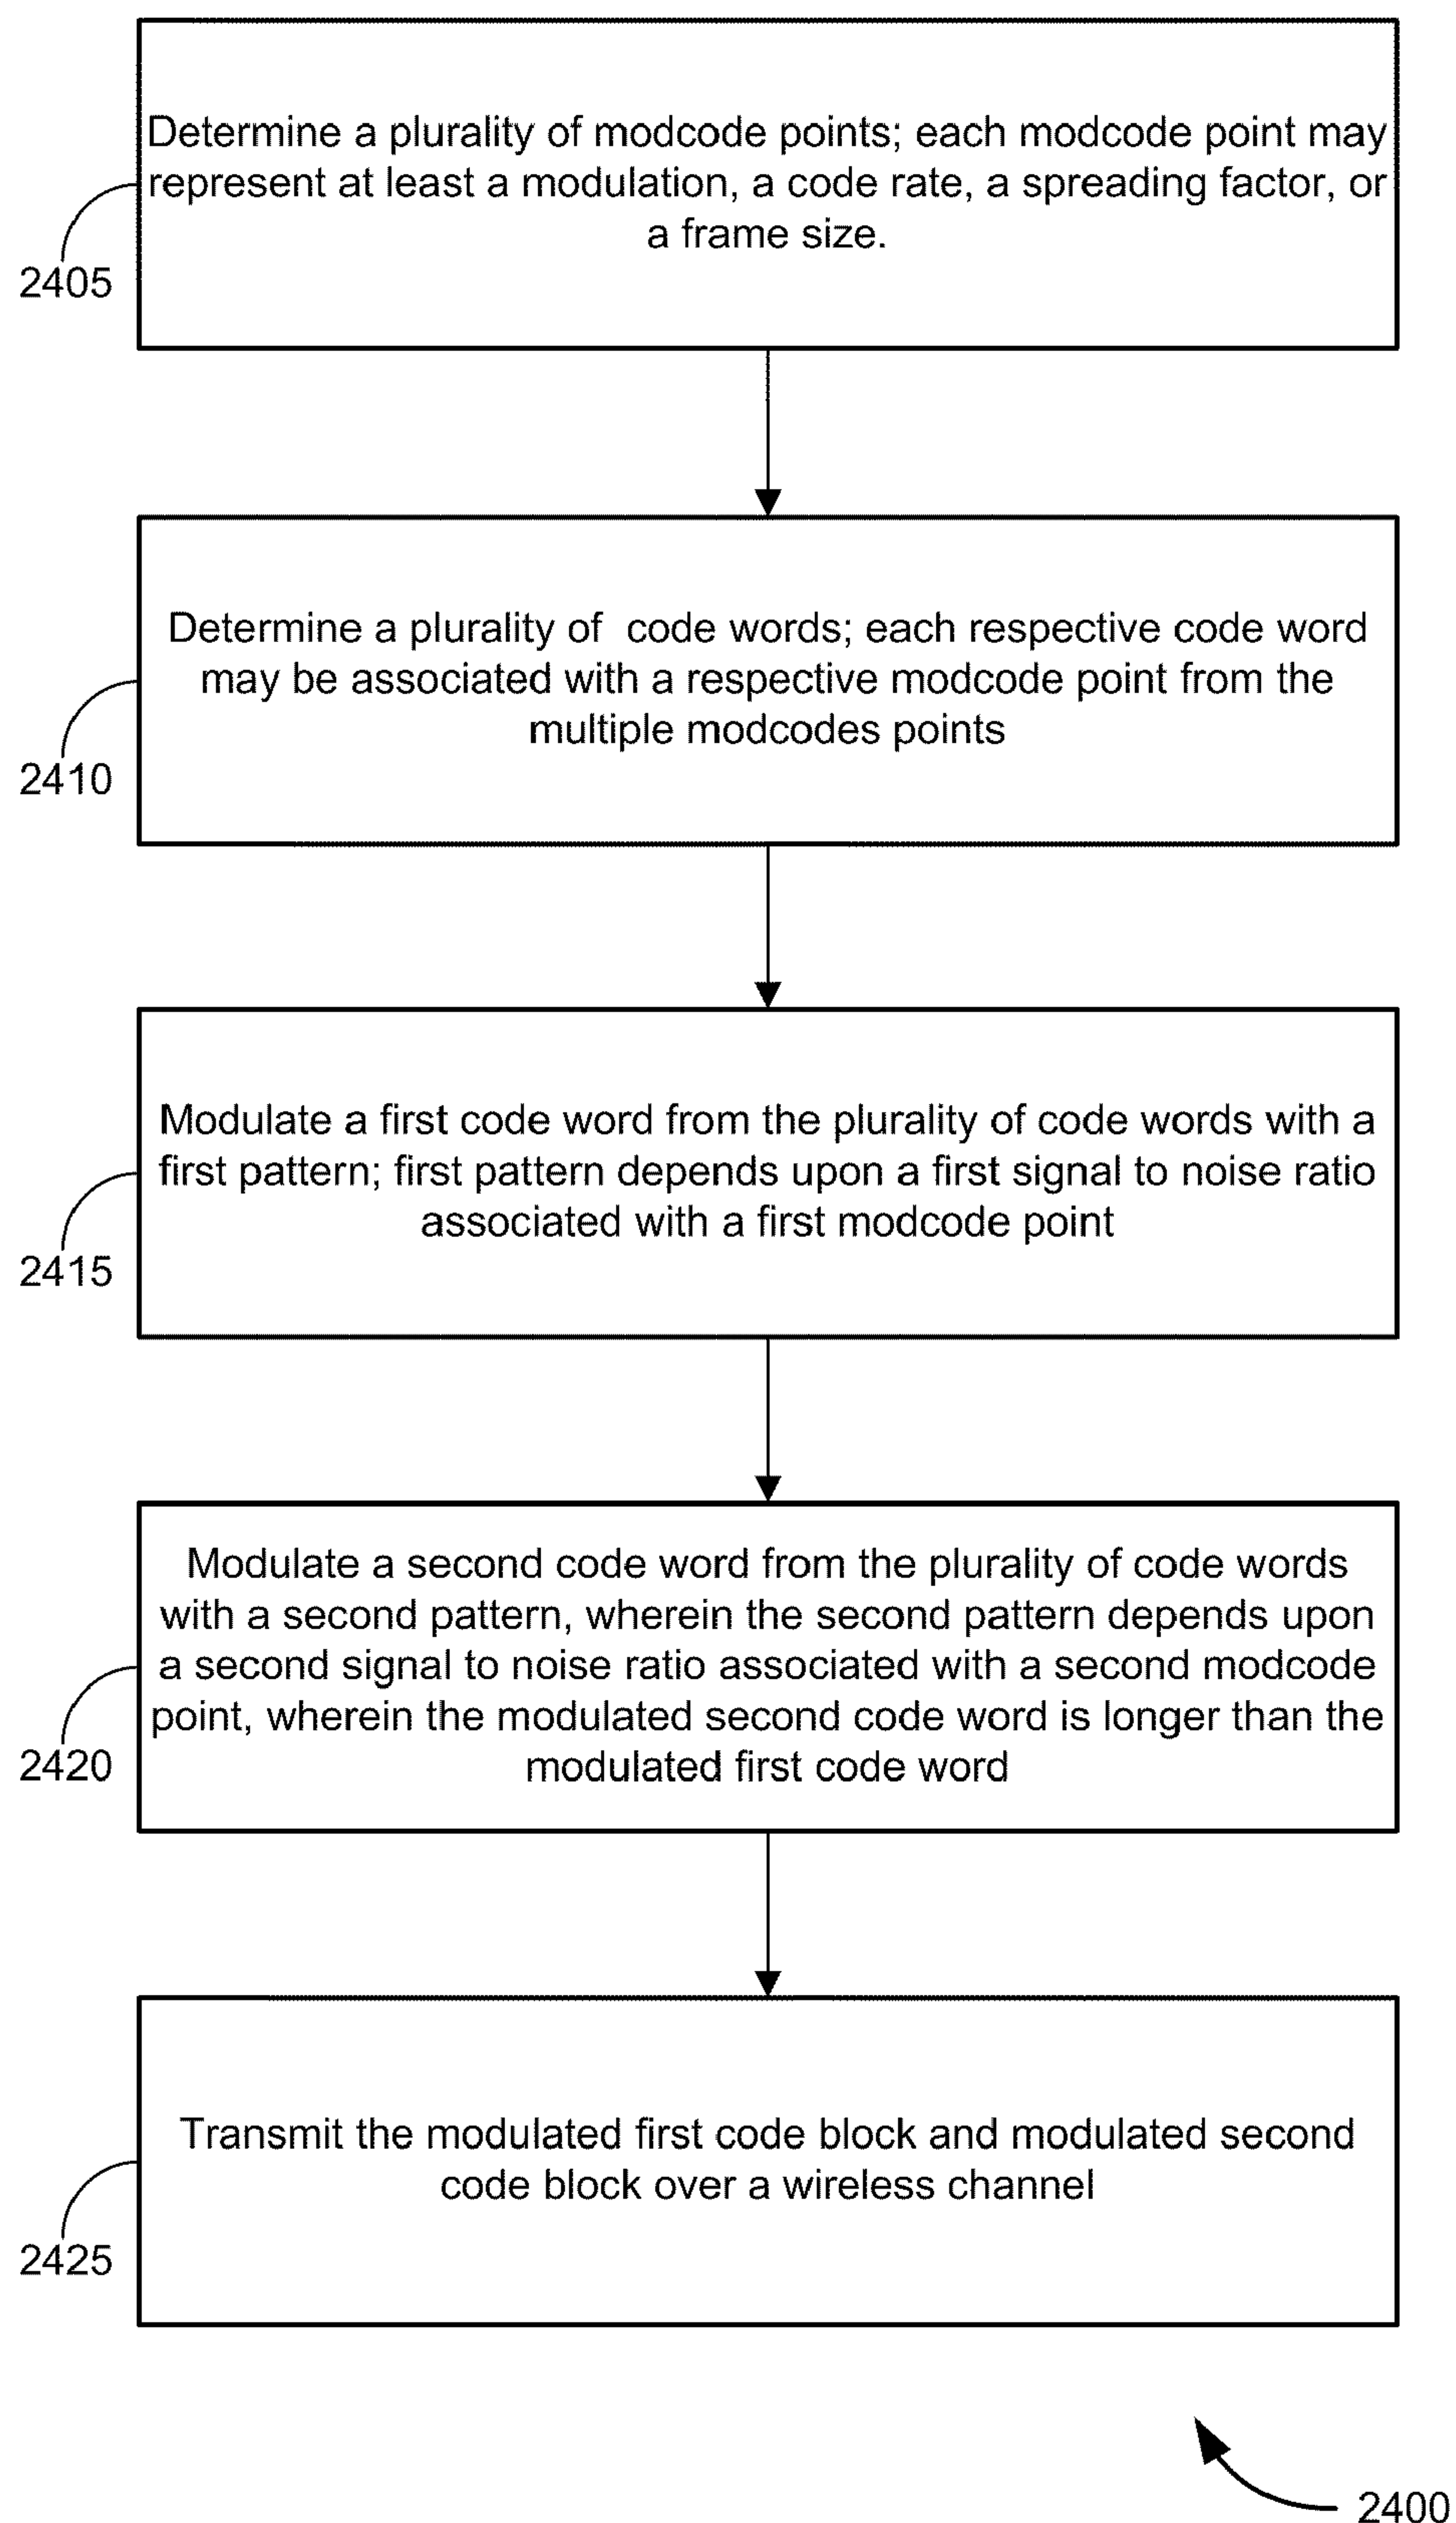 Determine a plurality of modcode points; each modcode point may
represent at least a modulation, a code rate, a spreading factor, or
a frame size.
2405
Determine a plurality of  code words; each respective code word
may be associated with a respective modcode point from the
multiple modcodes points
2410
Modulate a first code word from the plurality of code words with a
first pattern; first pattern depends upon a first signal to noise ratio
associated with a first modcode point
2415
Modulate a second code word from the plurality of code words
with a second pattern, wherein the second pattern depends upon
a second signal to noise ratio associated with a second modcode
point, wherein the modulated second code word is longer than the
modulated first code word
2420
Transmit the modulated first code block and modulated second
code block over a wireless channel
2425
2400